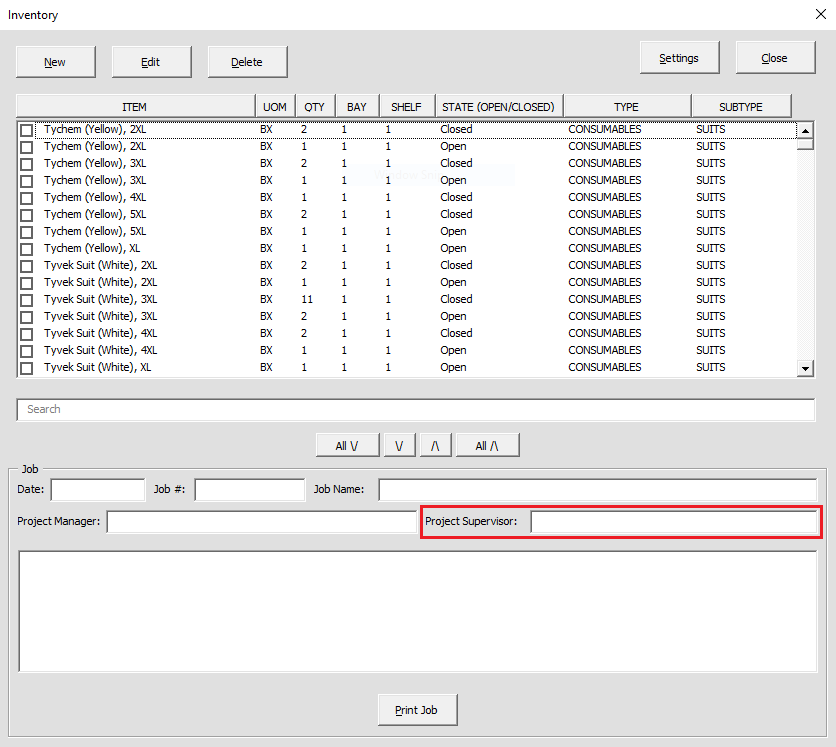 Inventory
New Edit Delete Settings Close
ITEM UOM QTY BAY SHELF STATE (OPEN/CLOSED) TYPE SUBTYPE
Tychem (Yellow), 2XL BX 2 1 1 Closed CONSUMABLES SUITS
Tychem (Yellow), 2XL BX 1 1 1 Open CONSUMABLES SUITS
Tychem (Yellow), 3XL BX 2 1 1 Closed CONSUMABLES SUITS
Tychem (Yellow), 3XL BX 1 1 1 Open CONSUMABLES SUITS
Tychem (Yellow), 4XL BX 1 1 1 Closed CONSUMABLES SUITS
Tychem (Yellow), 5XL BX 2 1 1 Closed CONSUMABLES SUITS
Tychem (Yellow), 5XL BX 1 1 1 Open CONSUMABLES SUITS
Tychem (Yellow), XL BX 1 1 1 Open CONSUMABLES SUITS
Tyvek Suit (White), 2XL BX 2 1 1 Closed CONSUMABLES SUITS
Tyvek Suit (White), 2XL BX 1 1 1 Open CONSUMABLES SUITS
Tyvek Suit (White), 3XL BX 11 1 1 Closed CONSUMABLES SUITS
Tyvek Suit (White), 3XL BX 2 1 1 Open CONSUMABLES SUITS
Tyvek Suit (White), 4XL BX 2 1 1 Closed CONSUMABLES SUITS
Tyvek Suit (White), 4XL BX 1 1 1 Open CONSUMABLES SUITS
Tyvek Suit (White), XL BX 1 1 1 Open CONSUMABLES SUITS
Search
All \/ \/ /\ All /\
Job
Date: Job #: Job Name:
Project Manager: Project Supervisor:
Print Job